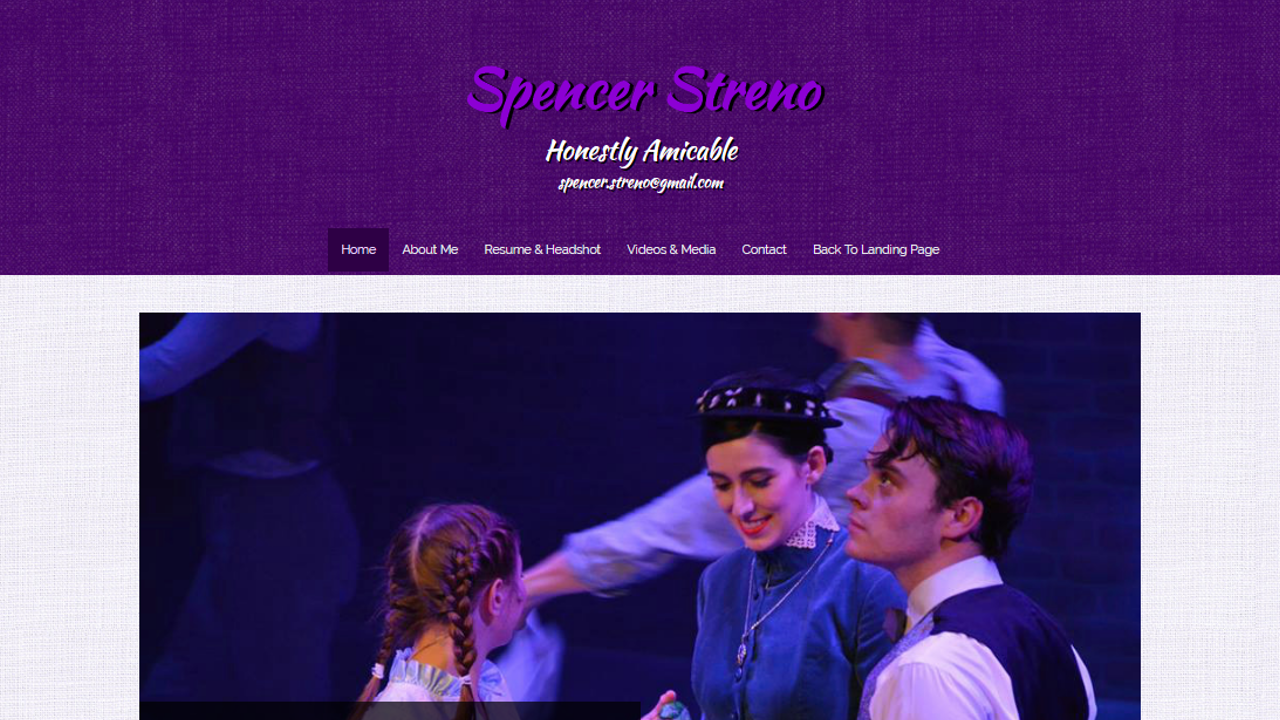 Spencer Streno
Honestly Amicable
spencer.streno@gmail.com
Home About Me Resume & Headshot Videos & Media Contact Back To Landing Page